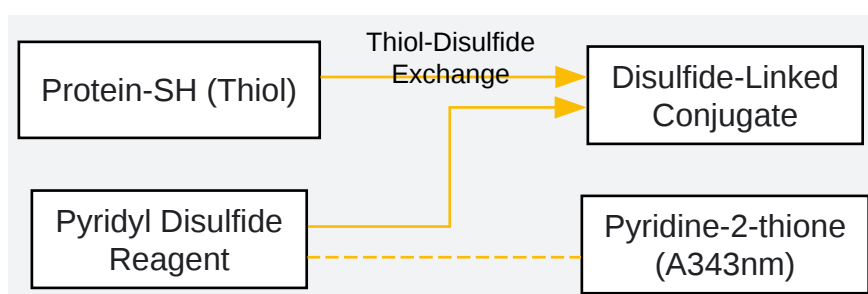 Protein-SH (Thiol)
Thiol-Disulfide
Exchange
Disulfide-Linked
Conjugate
Pyridyl Disulfide
Reagent
Pyridine-2-thione
(A343nm)